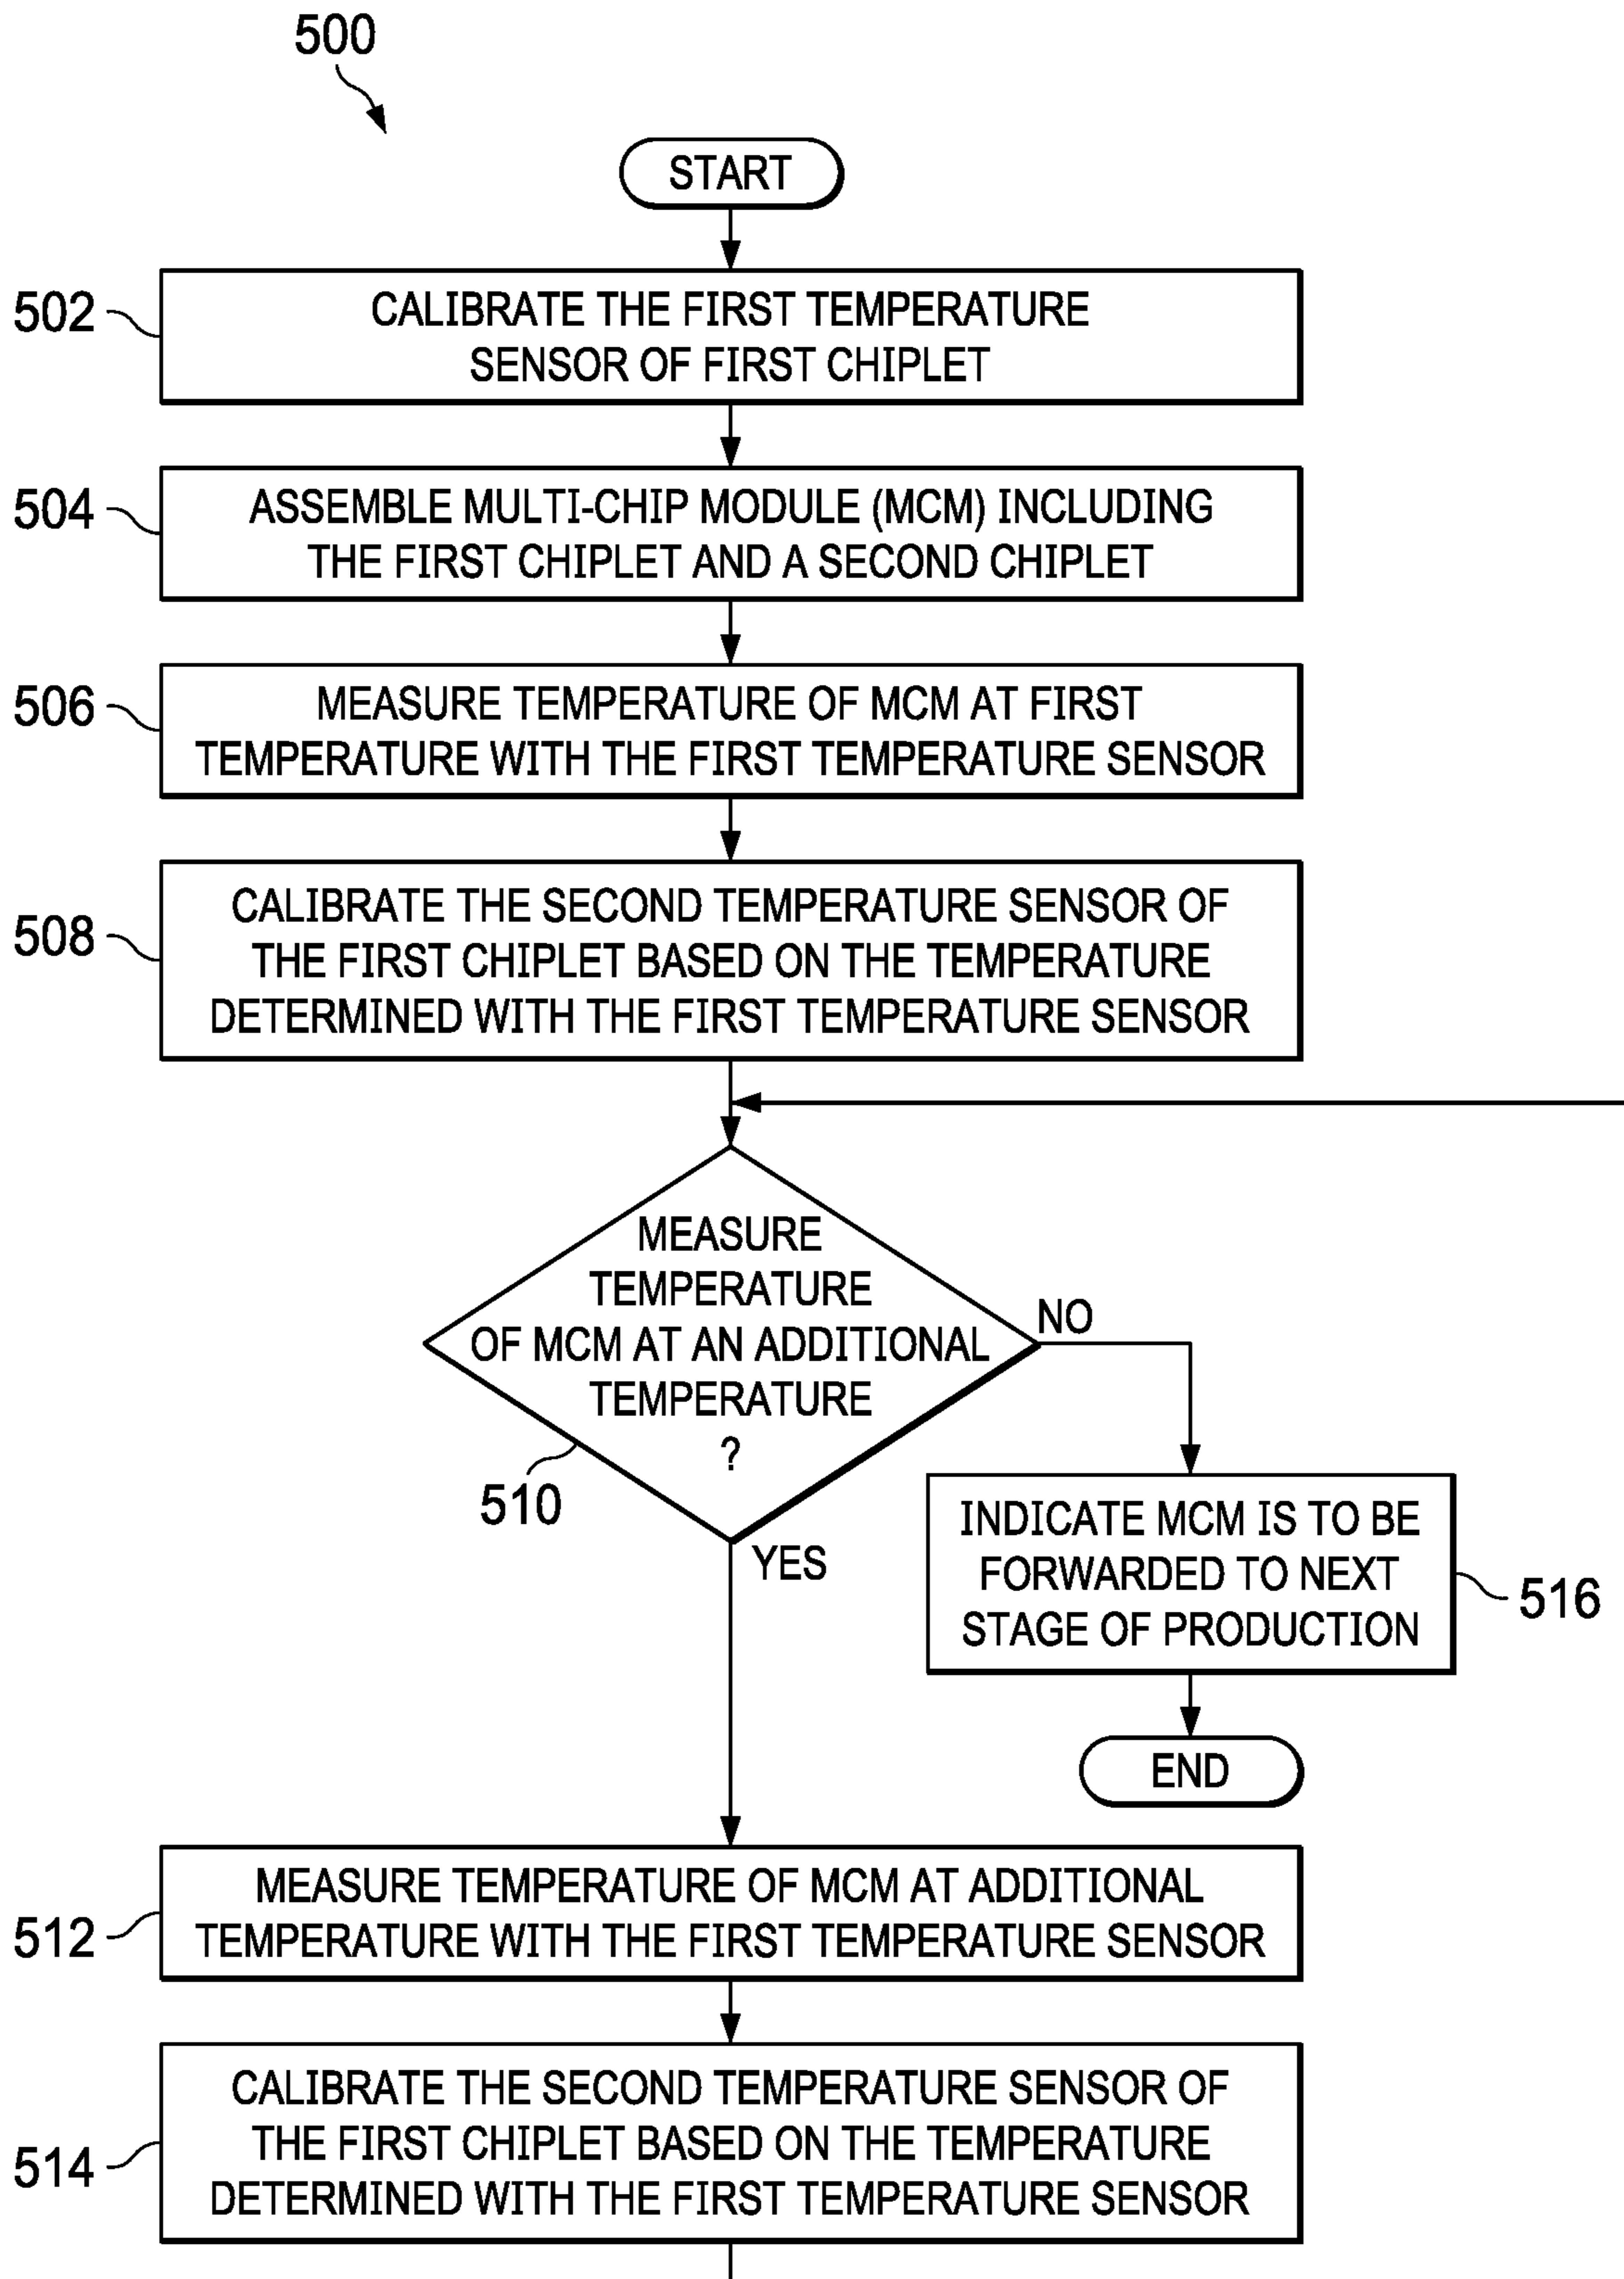 500
START
502
CALIBRATE THE FIRST TEMPERATURE
SENSOR OF FIRST CHIPLET
504
ASSEMBLE MULTI-CHIP MODULE (MCM) INCLUDING
THE FIRST CHIPLET AND A SECOND CHIPLET
506
MEASURE TEMPERATURE OF MCM AT FIRST
TEMPERATURE WITH THE FIRST TEMPERATURE SENSOR
508
CALIBRATE THE SECOND TEMPERATURE SENSOR OF
THE FIRST CHIPLET BASED ON THE TEMPERATURE
DETERMINED WITH THE FIRST TEMPERATURE SENSOR
MEASURE
TEMPERATURE
OF MCM AT AN ADDITIONAL
TEMPERATURE
?
510
NO
YES
INDICATE MCM IS TO BE
FORWARDED TO NEXT
STAGE OF PRODUCTION
516
END
512
MEASURE TEMPERATURE OF MCM AT ADDITIONAL
TEMPERATURE WITH THE FIRST TEMPERATURE SENSOR
514
CALIBRATE THE SECOND TEMPERATURE SENSOR OF
THE FIRST CHIPLET BASED ON THE TEMPERATURE
DETERMINED WITH THE FIRST TEMPERATURE SENSOR